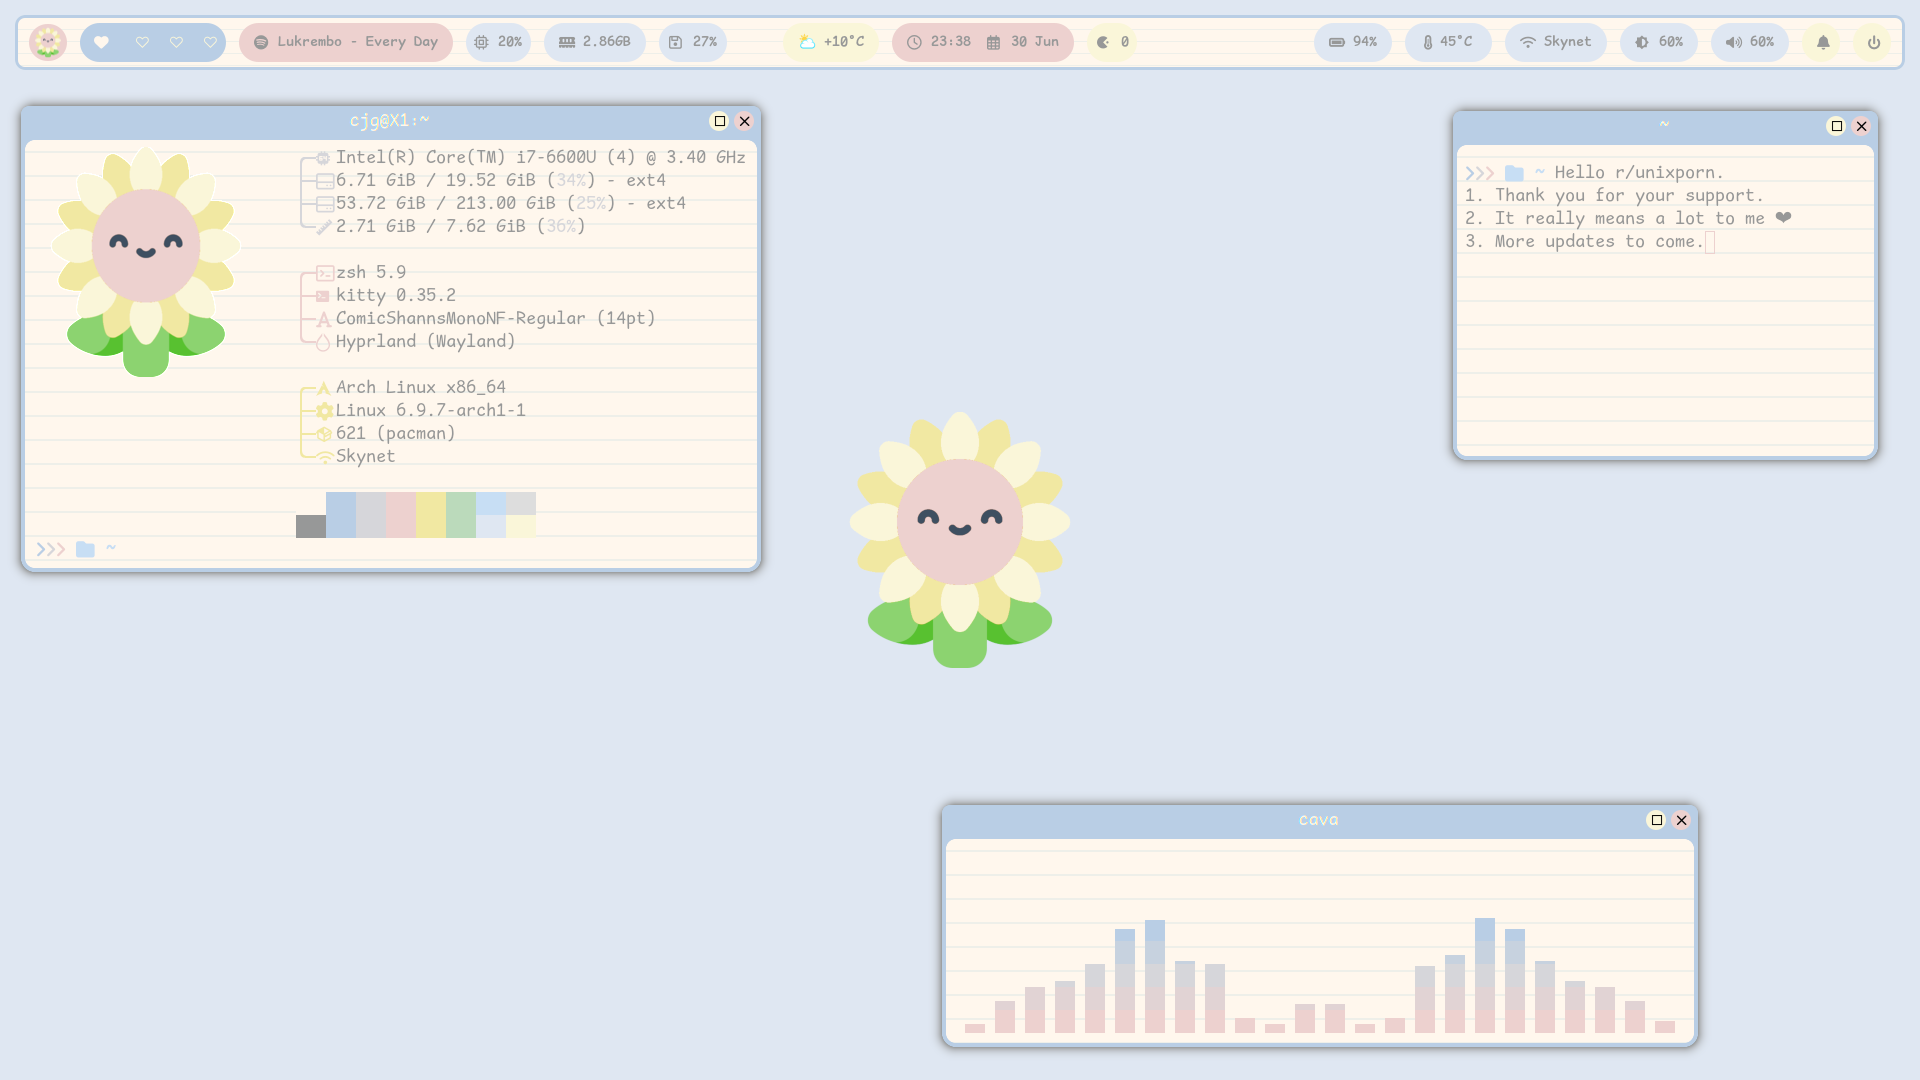 Lukrembo - Every Day
20%
2.86GB
27%
+10°C
23:38
30 Jun
0
94%
45°C
Skynet
60%
60%
cjg@X1:~
Intel(R) Core(TM) i7-6600U (4) @ 3.40 GHz
6.71 GiB / 19.52 GiB (34%) - ext4
53.72 GiB / 213.00 GiB (25%) - ext4
2.71 GiB / 7.62 GiB (36%)
zsh 5.9
kitty 0.35.2
ComicShannsMonoNF-Regular (14pt)
Hyprland (Wayland)
Arch Linux x86_64
Linux 6.9.7-arch1-1
621 (pacman)
Skynet
~
~
~ Hello r/unixporn.
1. Thank you for your support.
2. It really means a lot to me ❤
3. More updates to come.
cava